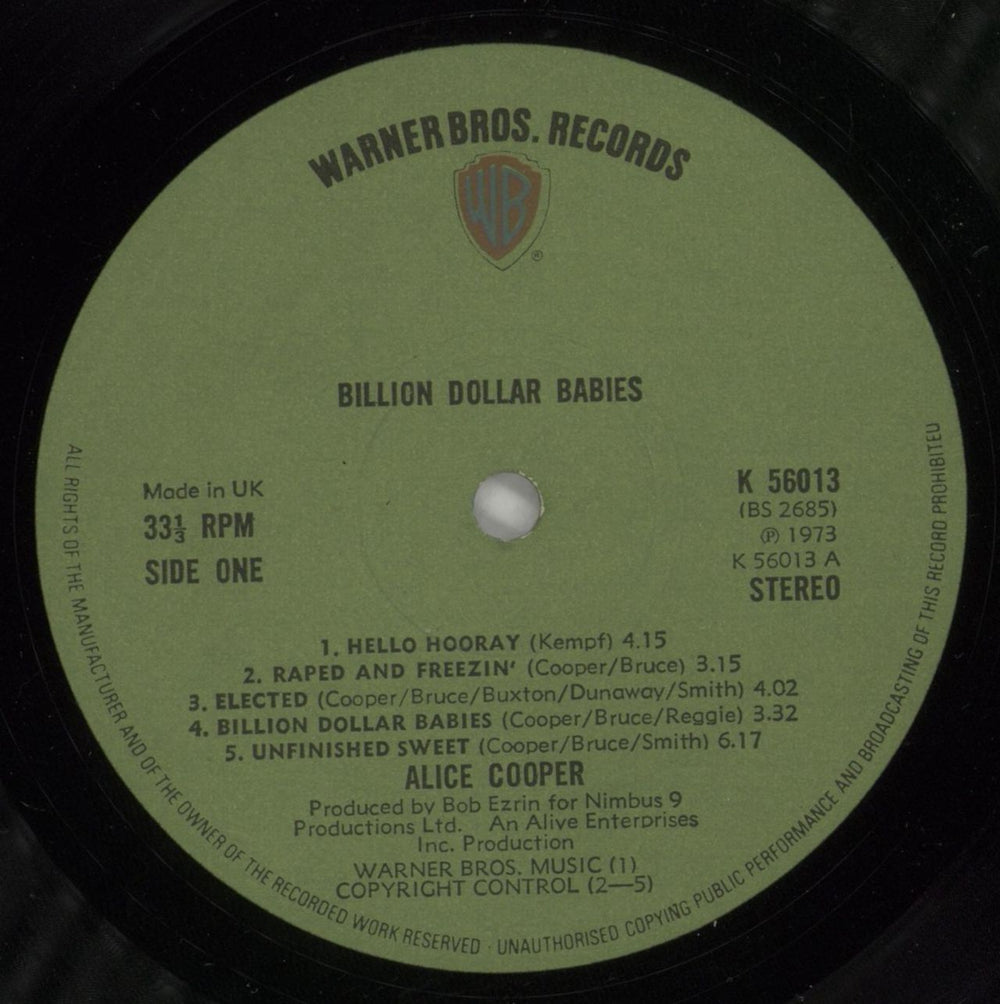 WARNER BROS. RECORDS
WB
®
BILLION DOLLAR BABIES
Made in UK
33⅓ RPM
SIDE ONE
K 56013
(BS 2685)
℗ 1973
K 56013 A
STEREO
1. HELLO HOORAY (Kempf) 4.15
2. RAPED AND FREEZIN' (Cooper/Bruce) 3.15
3. ELECTED (Cooper/Bruce/Buxton/Dunaway/Smith) 4.02
4. BILLION DOLLAR BABIES (Cooper/Bruce/Reggie) 3.32
5. UNFINISHED SWEET (Cooper/Bruce/Smith) 6.17
ALICE COOPER
Produced by Bob Ezrin for Nimbus 9
Productions Ltd. An Alive Enterprises
Inc. Production
WARNER BROS. MUSIC (1)
COPYRIGHT CONTROL (2—5)
ALL RIGHTS OF THE MANUFACTURER AND OF THE OWNER OF THE RECORDED WORK RESERVED · UNAUTHORISED COPYING PUBLIC PERFORMANCE AND BROADCASTING OF THIS RECORD PROHIBITED